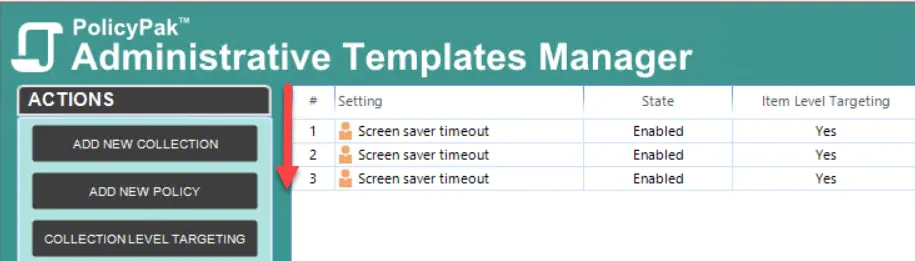 PolicyPak™
Administrative Templates Manager
ACTIONS
ADD NEW COLLECTION
ADD NEW POLICY
COLLECTION LEVEL TARGETING
# Setting State Item Level Targeting
1 Screen saver timeout Enabled Yes
2 Screen saver timeout Enabled Yes
3 Screen saver timeout Enabled Yes